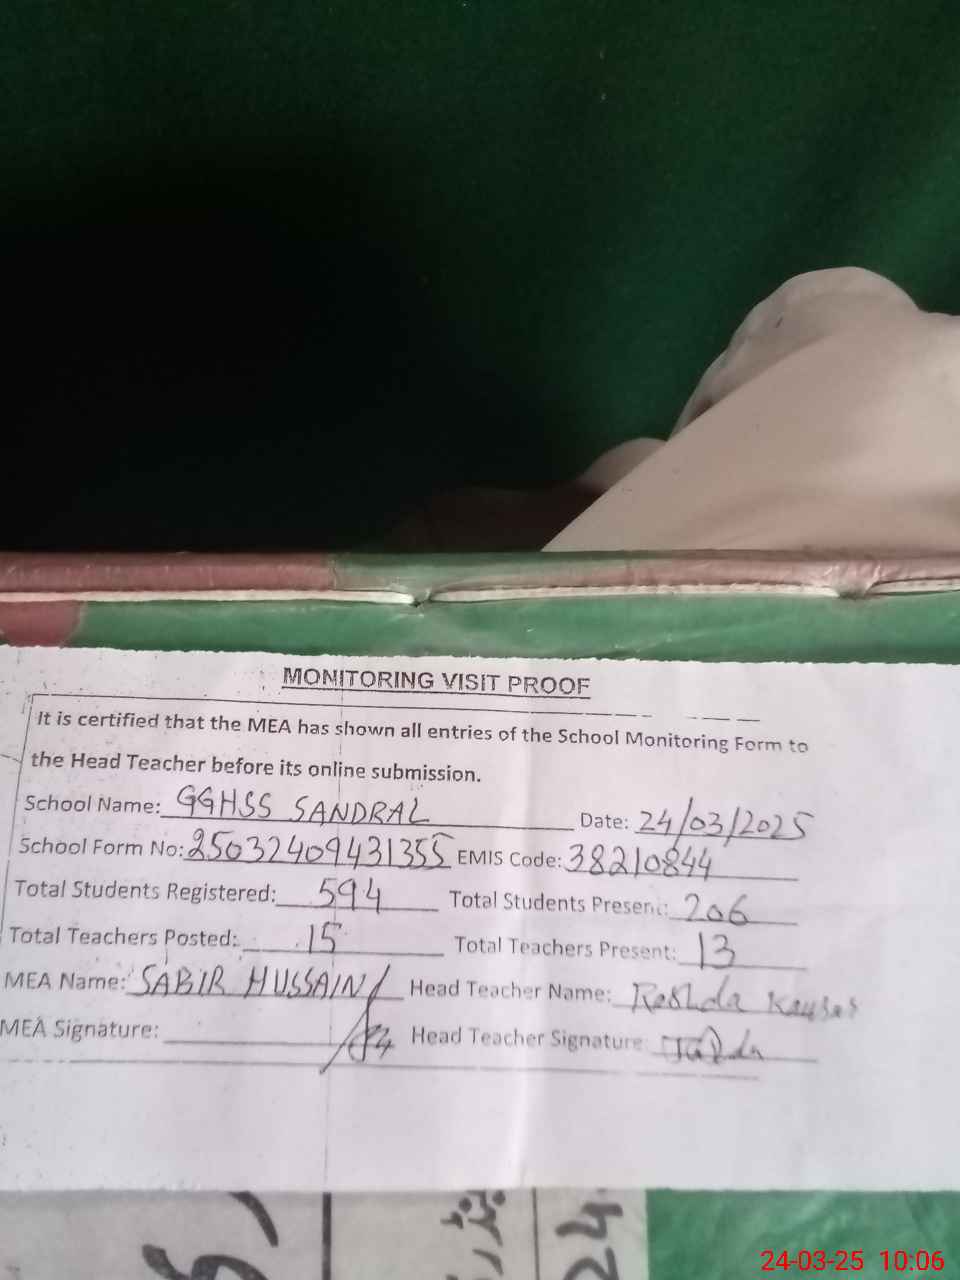 MONITORING VISIT PROOF
It is certified that the MEA has shown all entries of the School Monitoring Form to
the Head Teacher before its online submission.
School Name: GGHSS SANDRAL Date: 24/03/2025
School Form No: 25032409431355 EMIS Code: 38210844
Total Students Registered: 594 Total Students Present: 206
Total Teachers Posted: 15 Total Teachers Present: 13
MEA Name: SABIR HUSSAIN Head Teacher Name: Roshda Kausar
MEA Signature: Head Teacher Signature:
24
24-03-25 10:06